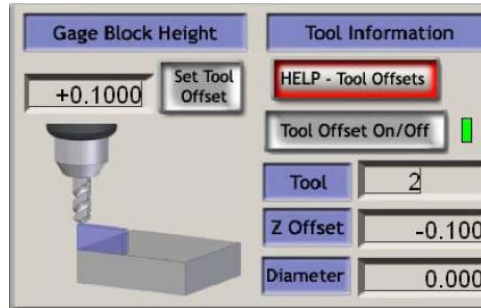 Gage Block Height
+0.1000
Set Tool
Offset
Tool Information
HELP - Tool Offsets
Tool Offset On/Off
Tool 2
Z Offset -0.100
Diameter 0.000